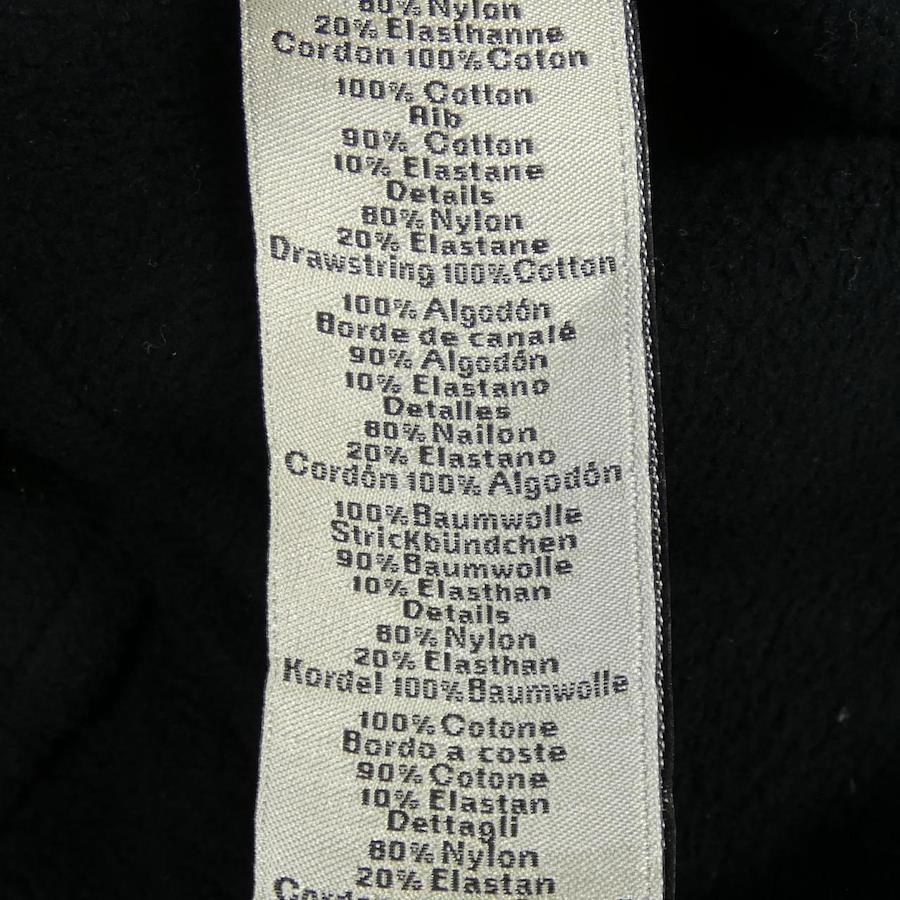 80% Nylon
20% Elasthanne
Cordon 100% Coton
100% Cotton
Rib
90% Cotton
10% Elastane
Details
80% Nylon
20% Elastane
Drawstring 100% Cotton
100% Algodón
Borde de canalé
90% Algodón
10% Elastano
Detalles
80% Nailon
20% Elastano
Cordón 100% Algodón
100% Baumwolle
Strickbündchen
90% Baumwolle
10% Elasthan
Details
80% Nylon
20% Elasthan
Kordel 100% Baumwolle
100% Cotone
Bordo a coste
90% Cotone
10% Elastan
Dettagli
80% Nylon
20% Elastan